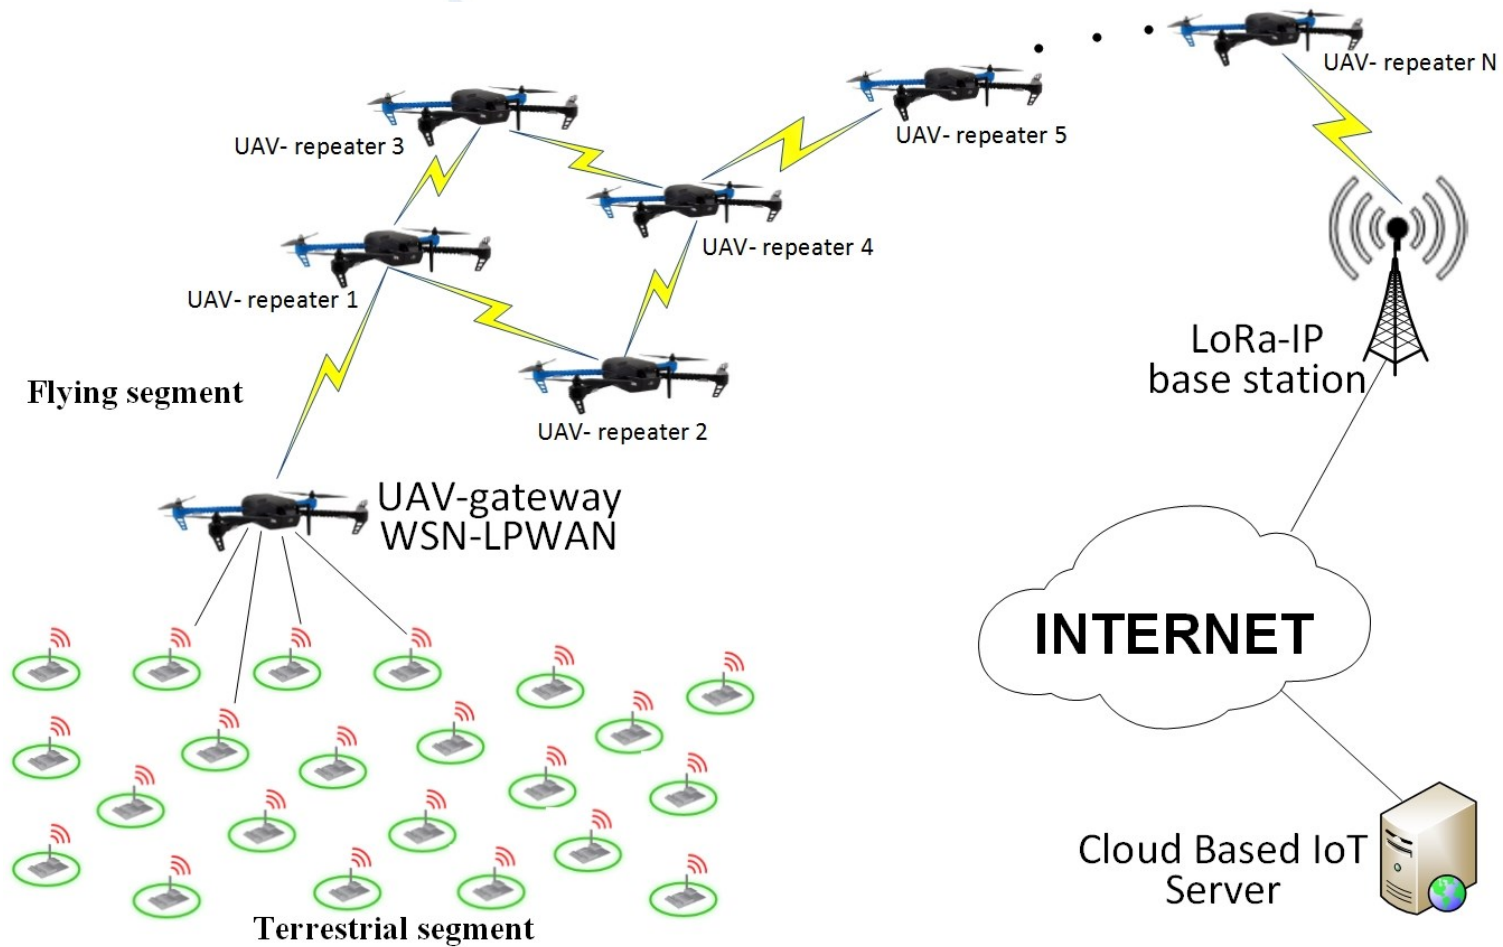 UAV- repeater N
UAV- repeater 3
UAV- repeater 5
UAV- repeater 4
UAV- repeater 1
LoRa-IP
base station
Flying segment
UAV- repeater 2
UAV-gateway
WSN-LPWAN
INTERNET
Cloud Based IoT
Server
Terrestrial segment